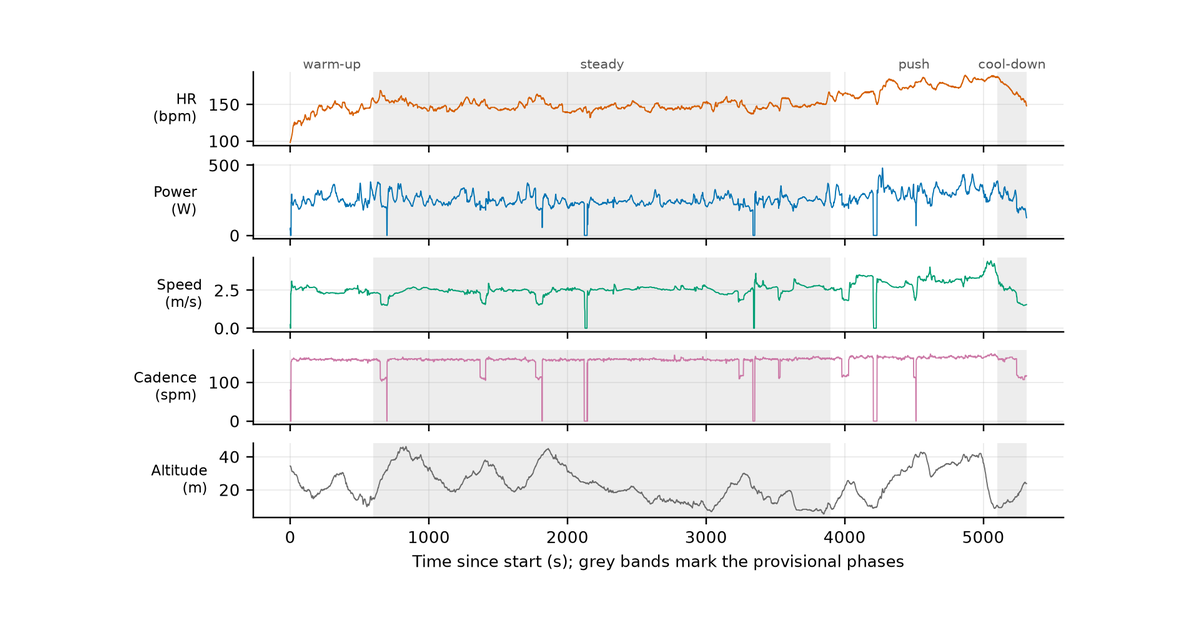 warm-up steady push cool-down
HR
(bpm)
150
100
Power
(W)
500
0
Speed
(m/s)
2.5
0.0
Cadence
(spm)
100
0
Altitude
(m)
40
20
0 1000 2000 3000 4000 5000
Time since start (s); grey bands mark the provisional phases